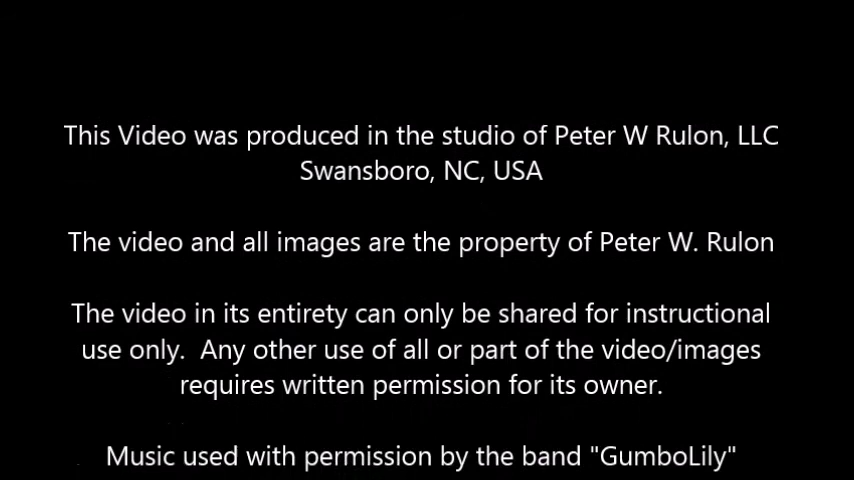 This Video was produced in the studio of Peter W Rulon, LLC
Swansboro, NC, USA
The video and all images are the property of Peter W. Rulon
The video in its entirety can only be shared for instructional
use only.  Any other use of all or part of the video/images
requires written permission for its owner.
Music used with permission by the band "GumboLily"